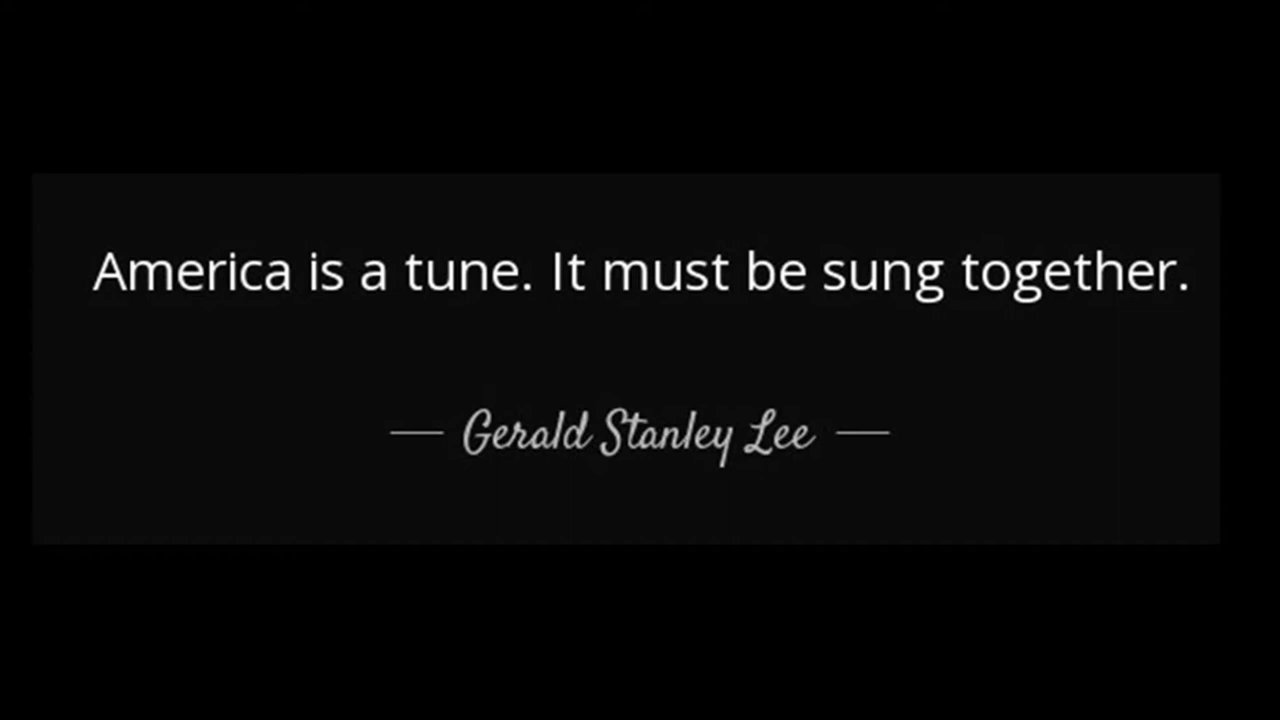 America is a tune. It must be sung together.
— Gerald Stanley Lee —